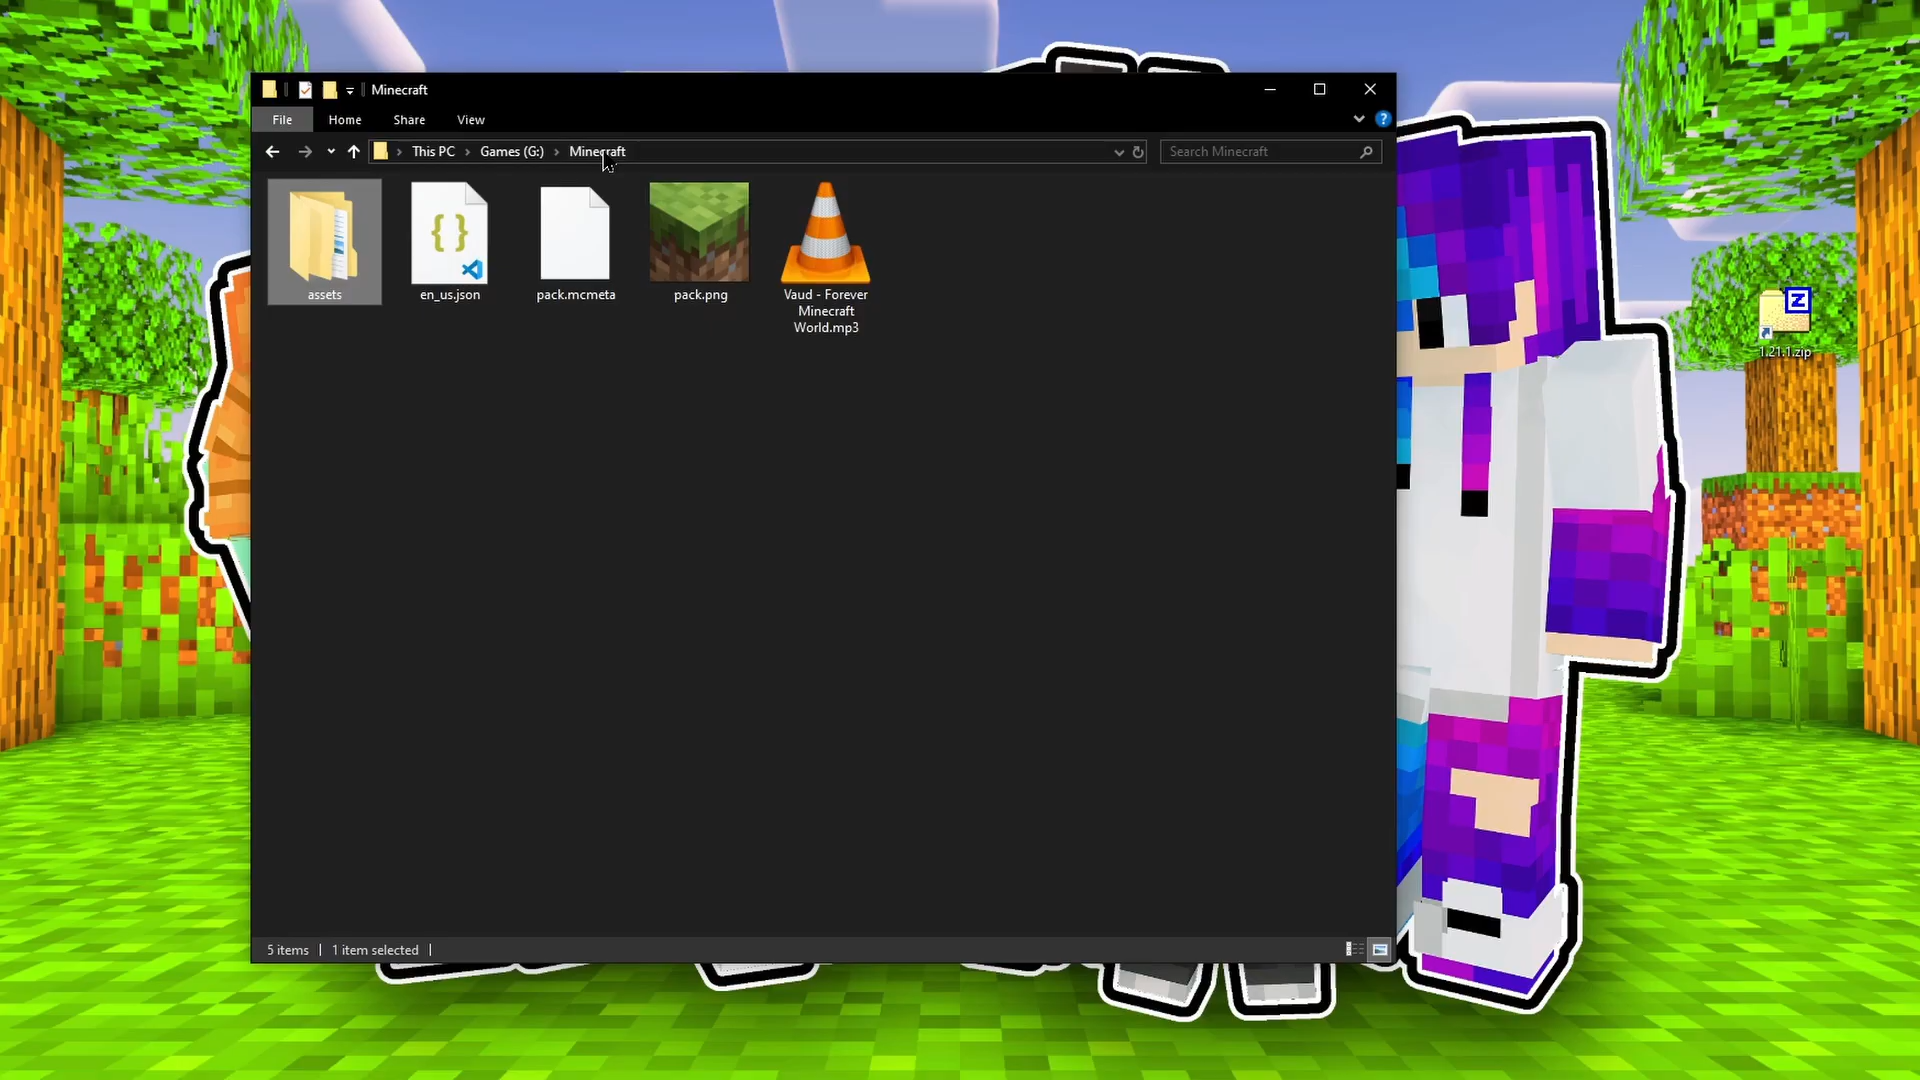 Minecraft
File Home Share View
?
This PC Games (G:) Minecraft
Search Minecraft
{ }
assets
en_us.json
pack.mcmeta
pack.png
Vaud - Forever
Minecraft
World.mp3
Z
1.21.1.zip
5 items 1 item selected